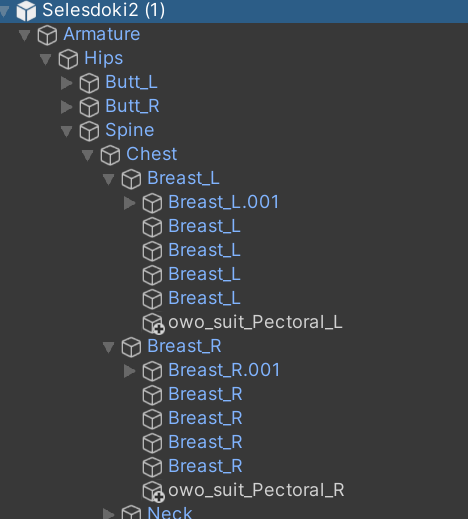 Selesdoki2 (1)
Armature
Hips
Butt_L
Butt_R
Spine
Chest
Breast_L
Breast_L.001
Breast_L
Breast_L
Breast_L
Breast_L
owo_suit_Pectoral_L
Breast_R
Breast_R.001
Breast_R
Breast_R
Breast_R
Breast_R
owo_suit_Pectoral_R
Neck